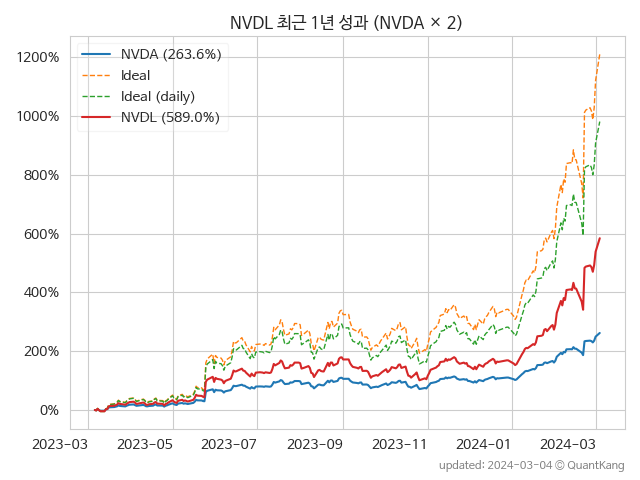 NVDL 최근 1년 성과 (NVDA × 2)
NVDA (263.6%)
Ideal
Ideal (daily)
NVDL (589.0%)
1200%
1000%
800%
600%
400%
200%
0%
2023-03 2023-05 2023-07 2023-09 2023-11 2024-01 2024-03
updated: 2024-03-04 © QuantKang